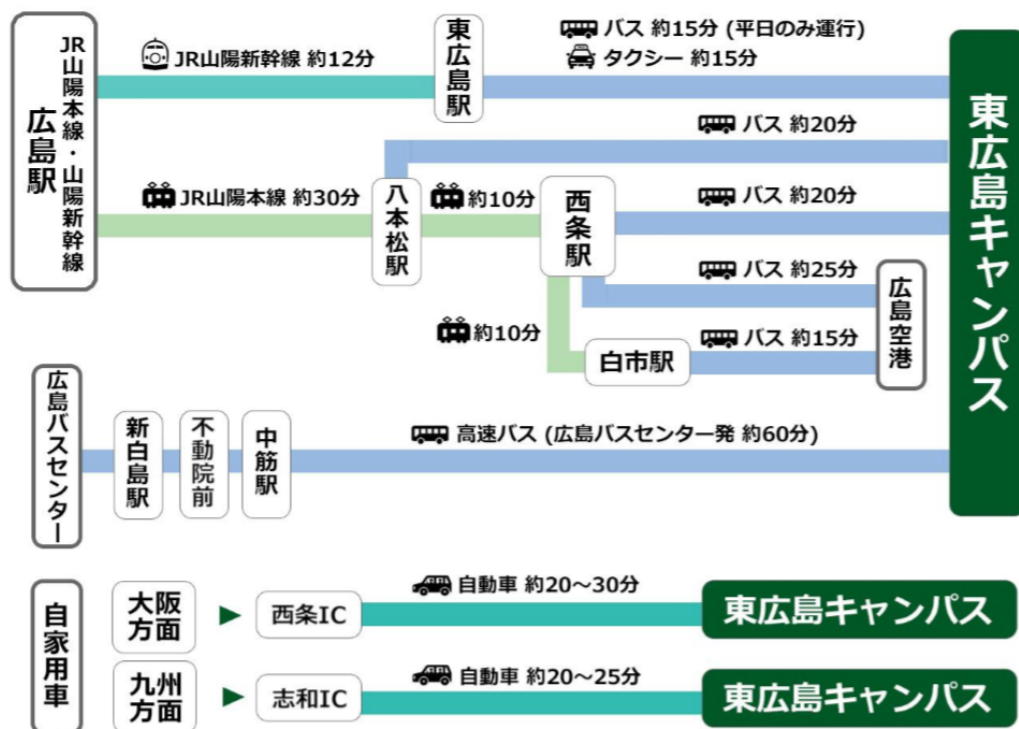 JR山陽本線・山陽新幹線
広島駅
JR山陽新幹線 約12分
東広島駅
バス 約15分 (平日のみ運行)
タクシー 約15分
東広島キャンパス
バス 約20分
JR山陽本線 約30分
八本松駅
約10分
西条駅
バス 約20分
バス 約25分
広島空港
約10分
白市駅
バス 約15分
広島バスセンター
新白島駅
不動院前
中筋駅
高速バス (広島バスセンター発 約60分)
自家用車
大阪
方面
西条IC
自動車 約20～30分
東広島キャンパス
九州
方面
志和IC
自動車 約20～25分
東広島キャンパス